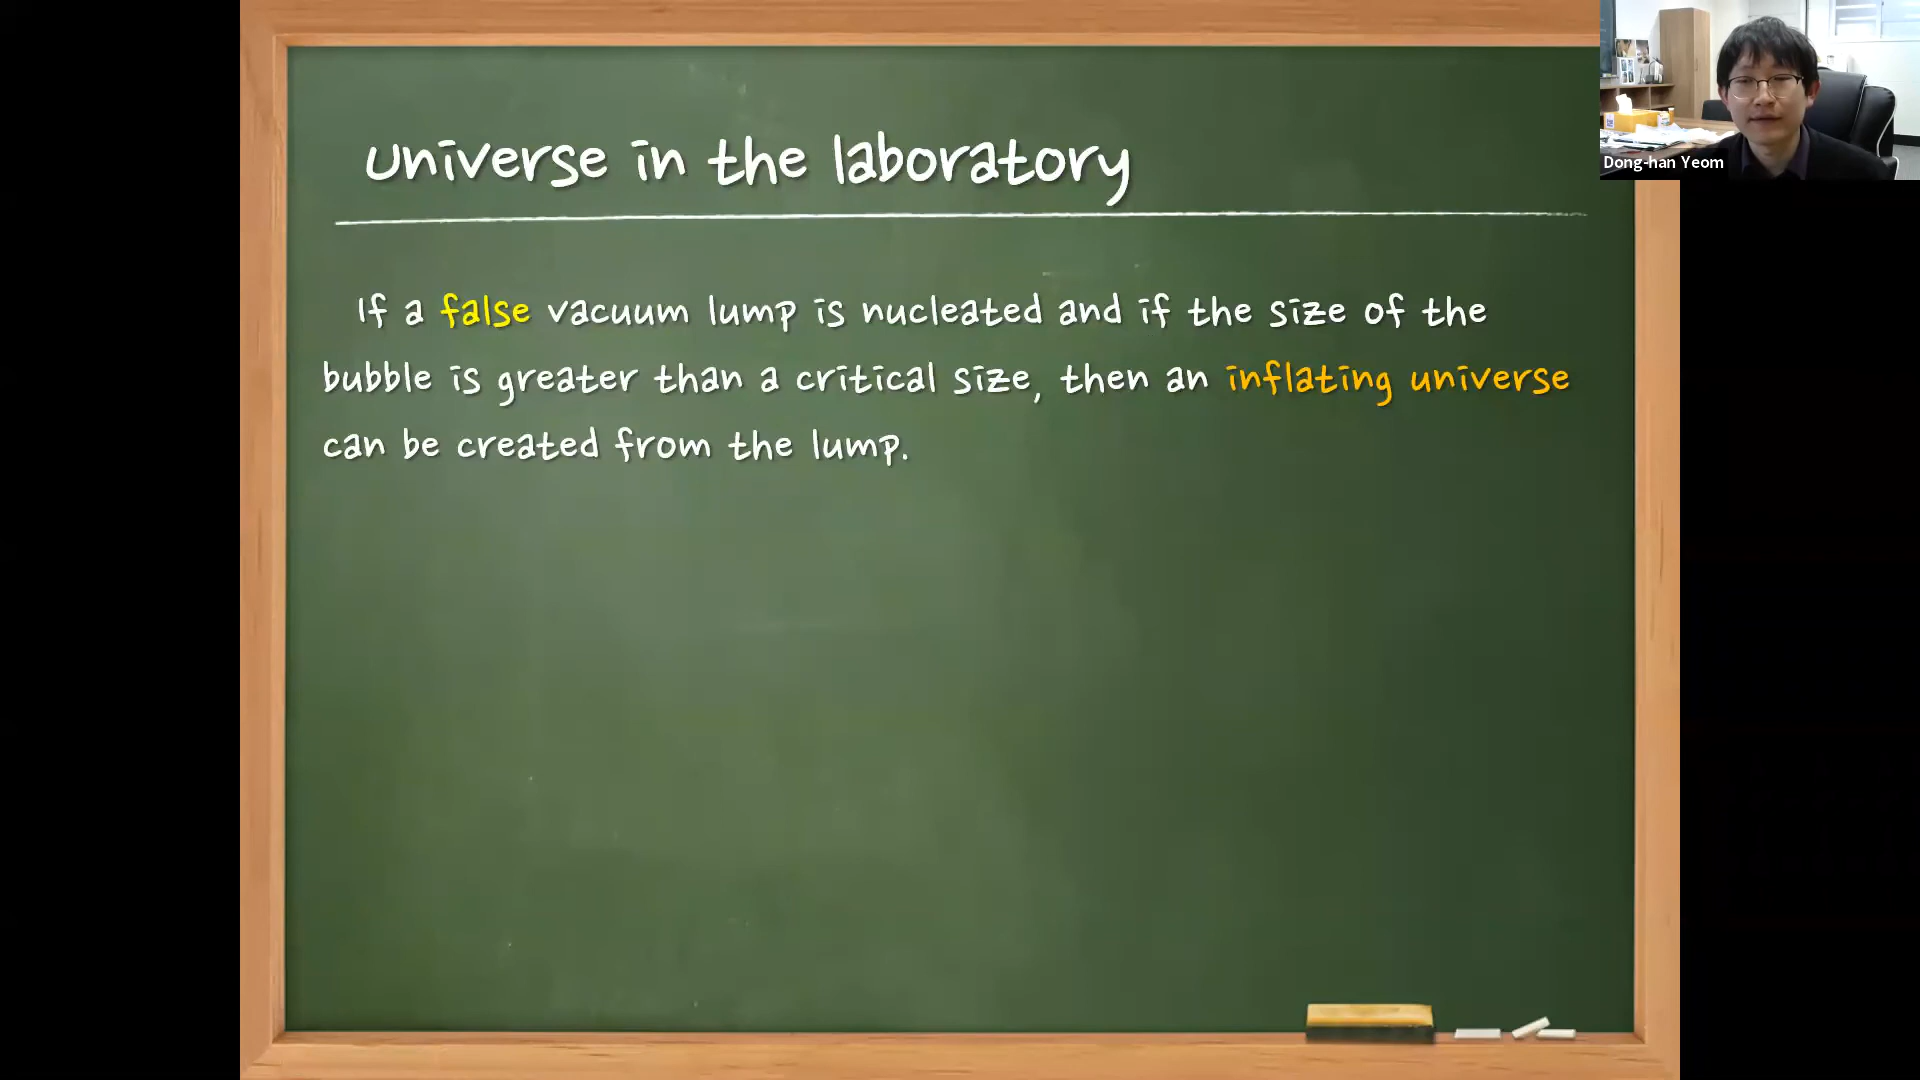 Universe in the laboratory
If a false vacuum lump is nucleated and if the size of the
bubble is greater than a critical size, then an inflating universe
can be created from the lump.
Dong-han Yeom